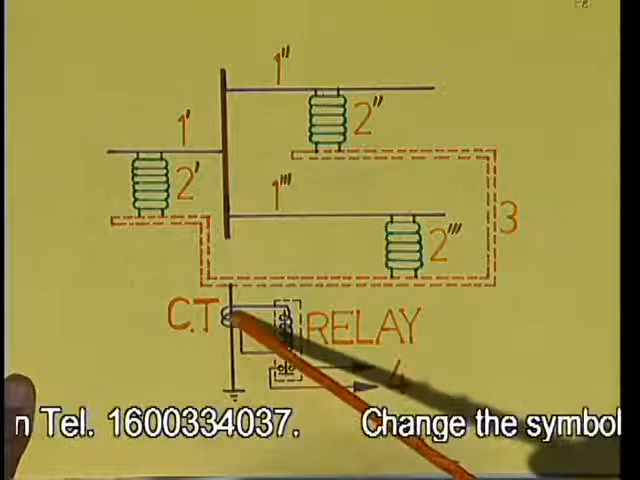 1"
2"
1'
2'
1'''
2'''
3
C.T
RELAY
4
n Tel. 1600334037. Change the symbol